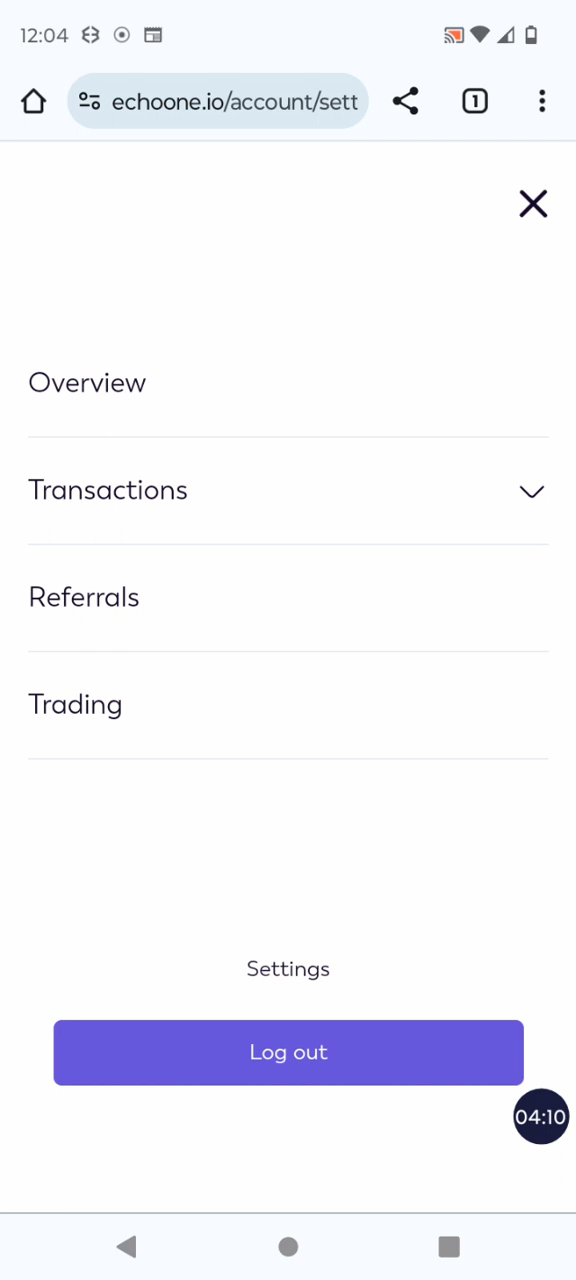 12:04
echoone.io/account/sett
1
Overview
Transactions
Referrals
Trading
Settings
Log out
04:10